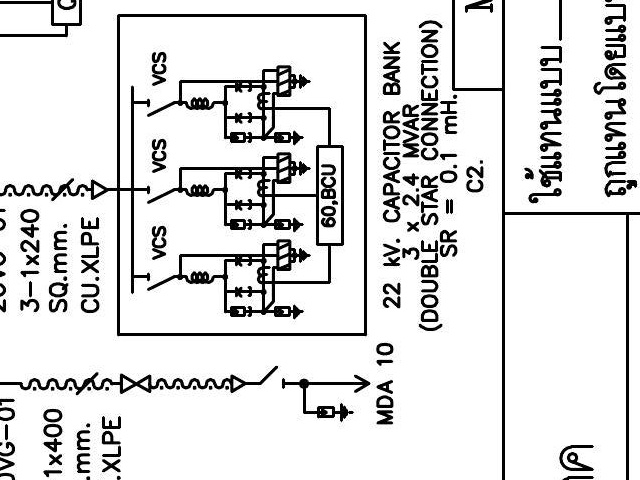 VCS
VCS
VCS
60,BCU
3-1x240
SQ.mm.
CU.XLPE
22 kV. CAPACITOR BANK
3 x 2.4 MVAR
(DOUBLE STAR CONNECTION)
SR = 0.1 mH.
C2.
MDA 10
1x400
.mm.
.XLPE
ใช้แทนแบบ
ถูกแทนโดยแบบ